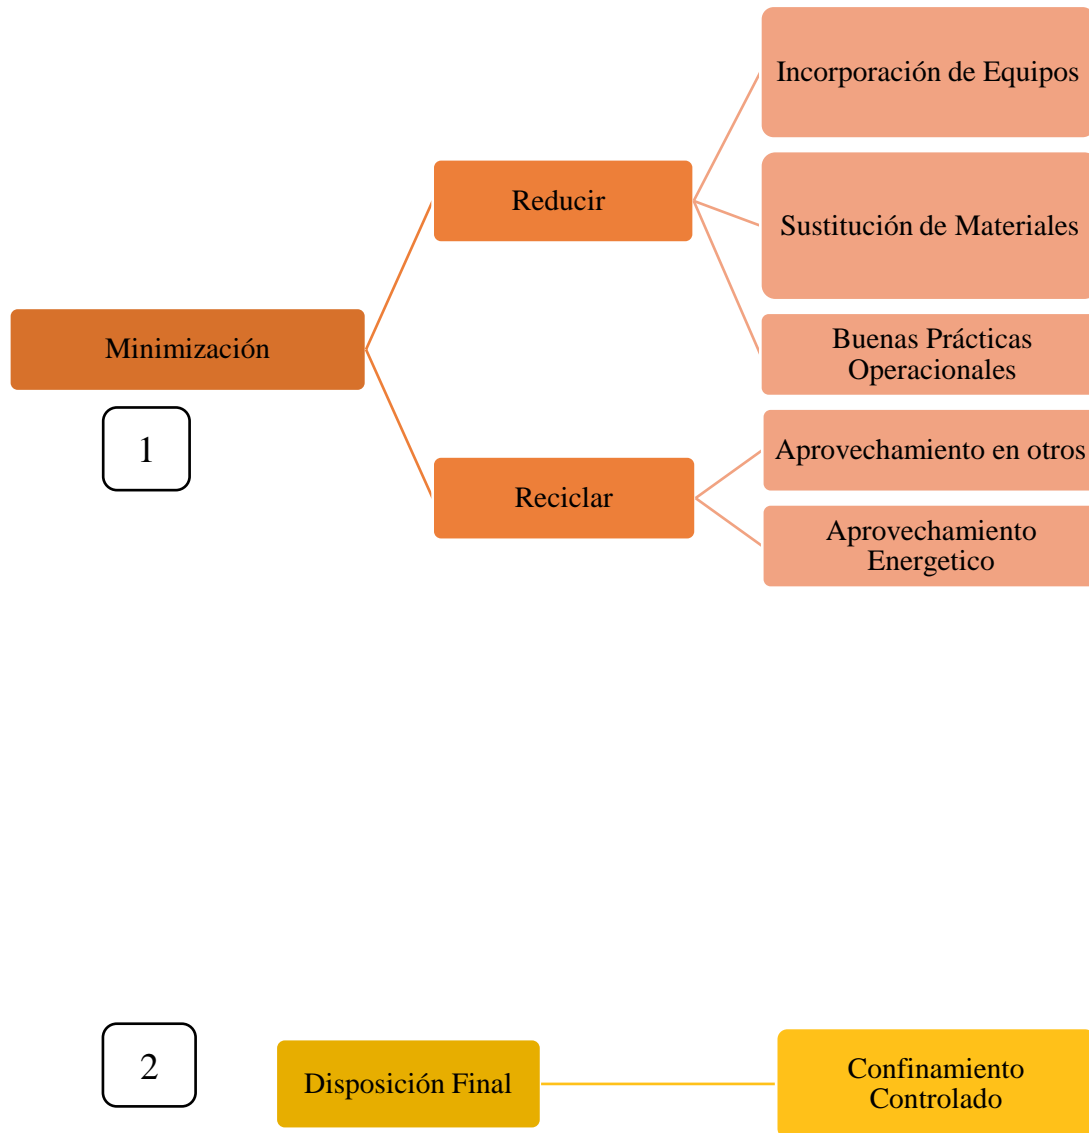 Incorporación de Equipos
Sustitución de Materiales
Reducir
Buenas Prácticas
Operacionales
Minimización
1
Aprovechamiento en otros
Reciclar
Aprovechamiento
Energetico
2
Disposición Final
Confinamiento
Controlado